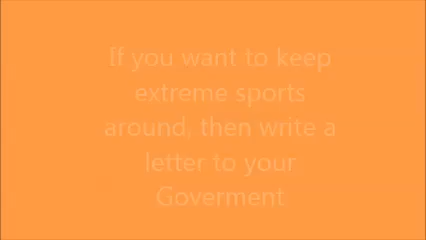 If you want to keep
extreme sports
around, then write a
letter to your
Goverment